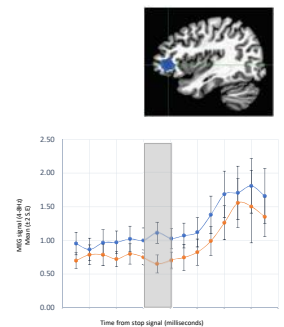 2.50
2.00
1.50
1.00
0.50
0.00
MEG signal (4-8Hz)
Mean (± 2 S.E)
Time from stop signal (milliseconds)